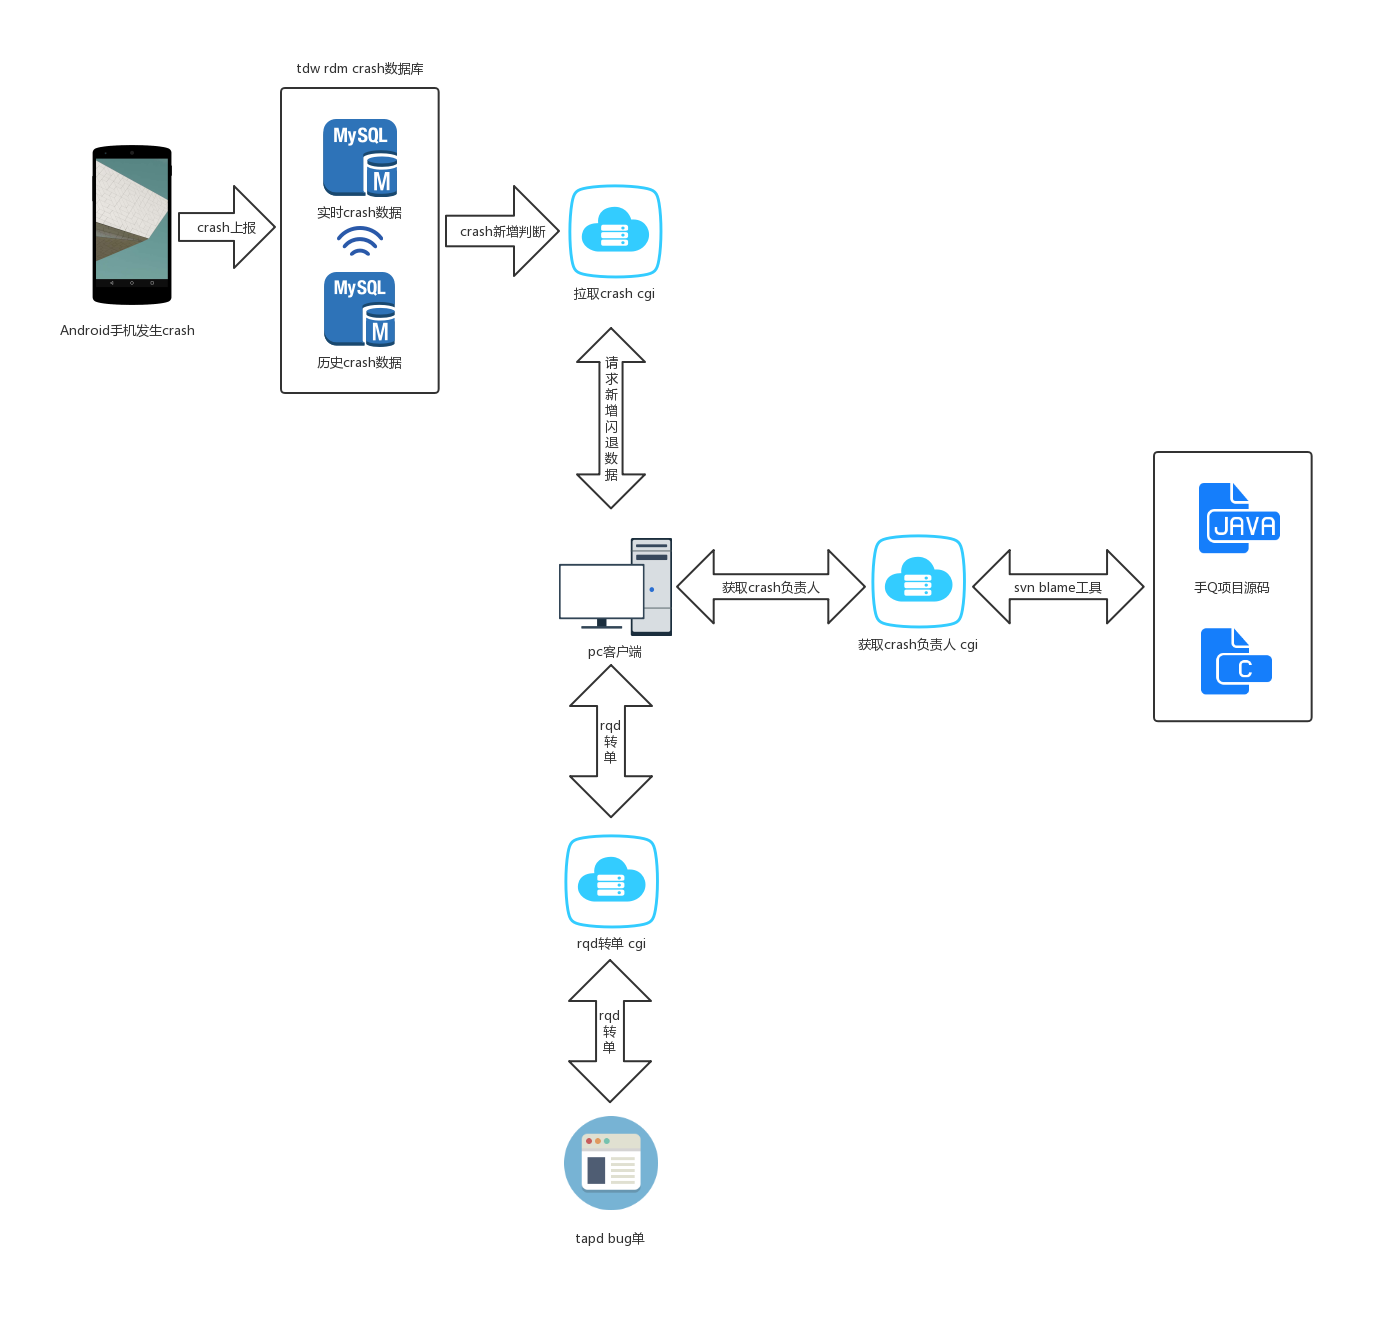 tdw rdm crash数据库
MySQL
M
实时crash数据
crash上报
crash新增判断
MySQL
M
历史crash数据
Android手机发生crash
拉取crash cgi
请
求
新
增
闪
退
数
据
pc客户端
获取crash负责人
获取crash负责人 cgi
svn blame工具
JAVA
手Q项目源码
C
rqd
转
单
rqd转单 cgi
rqd
转
单
tapd bug单